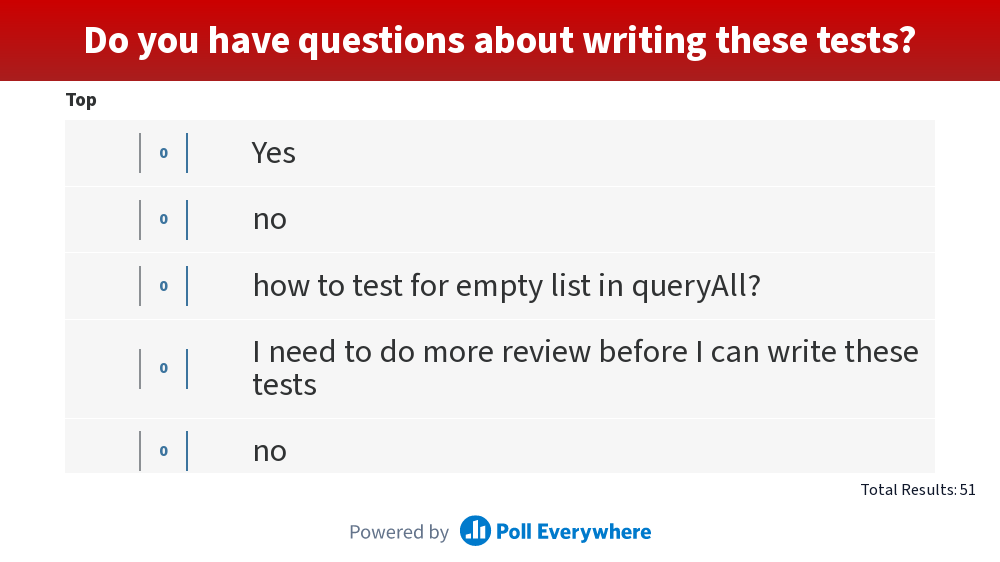 Do you have questions about writing these tests?
Top
0 Yes
0 no
0 how to test for empty list in queryAll?
0 I need to do more review before I can write these
tests
0 no
Total Results: 51
Powered by Poll Everywhere